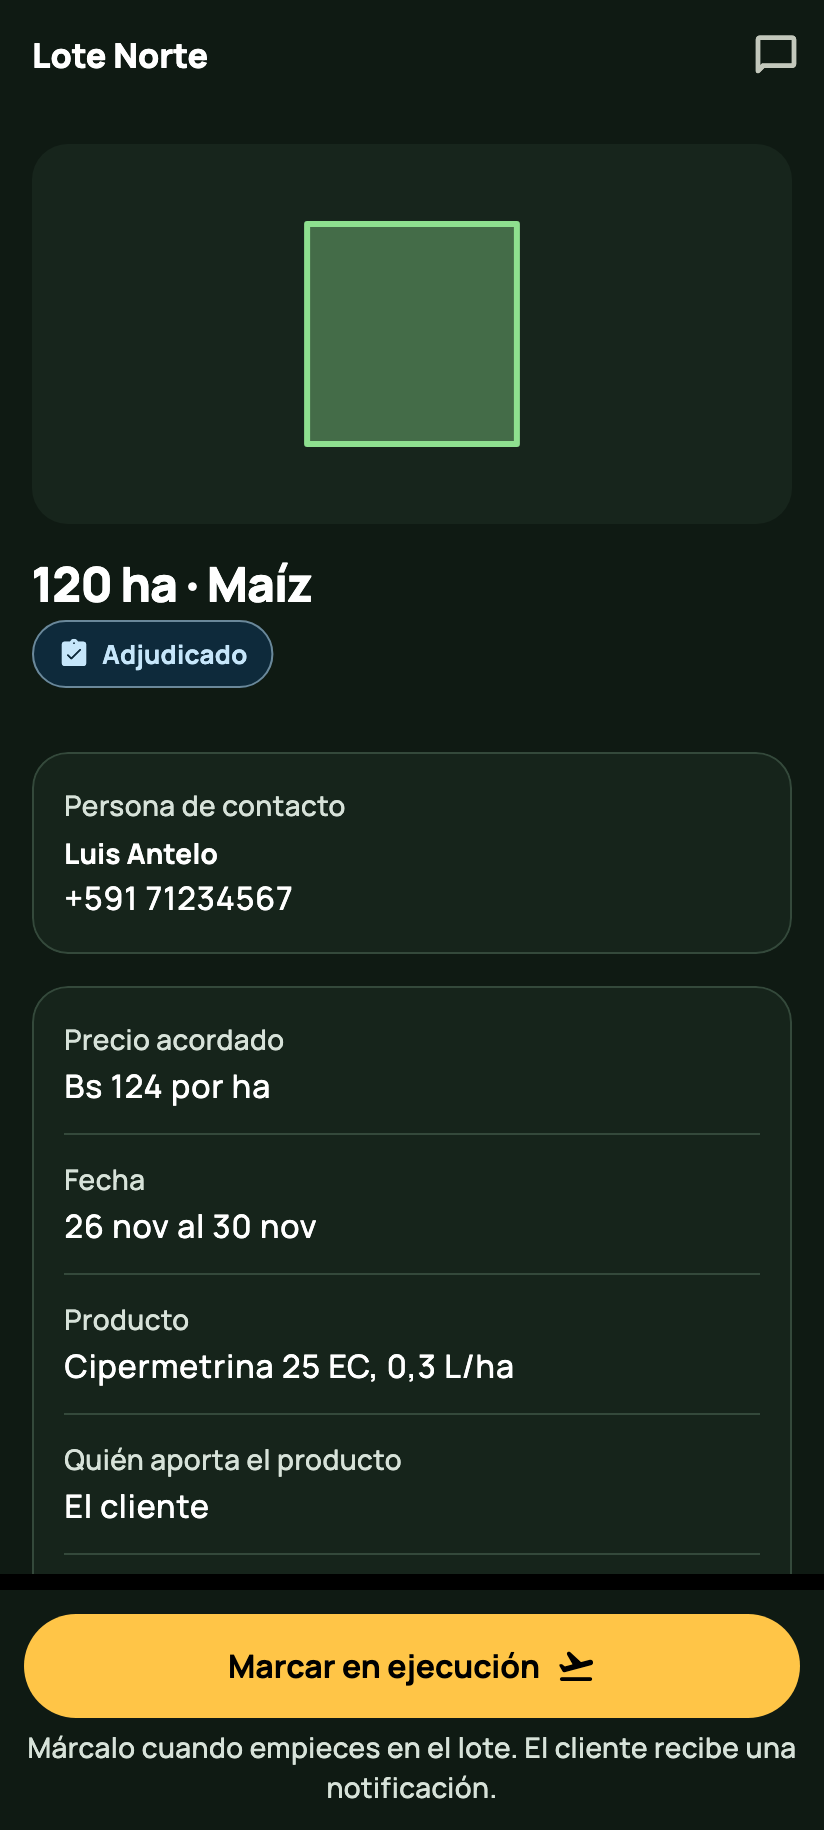 Lote Norte
120 ha · Maíz
Adjudicado
Persona de contacto
Luis Antelo
+591 71234567
Precio acordado
Bs 124 por ha
Fecha
26 nov al 30 nov
Producto
Cipermetrina 25 EC, 0,3 L/ha
Quién aporta el producto
El cliente
Marcar en ejecución
Márcalo cuando empieces en el lote. El cliente recibe una
notificación.